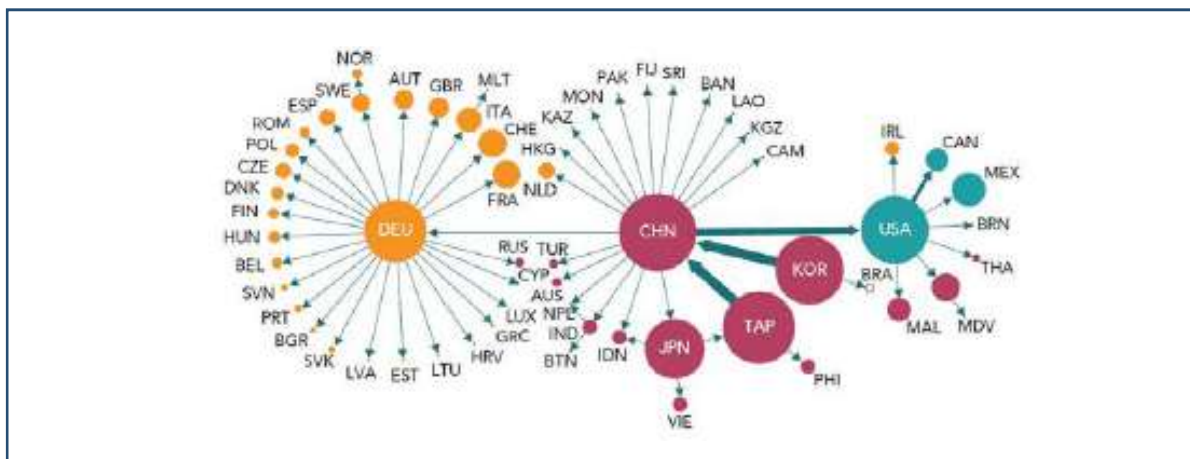 NOR
SWE
AUT
GBR
MLT
ITA
CHE
FRA
ESP
ROM
POL
CZE
DNK
FIN
HUN
BEL
SVN
PRT
BGR
SVK
LVA
EST
LTU
HRV
GRC
LUX
DEU
RUS
TUR
CYP
AUS
NPL
IND
BTN
IDN
NLD
HKG
KAZ
MON
PAK
FIJ
SRI
BAN
LAO
KGZ
CAM
CHN
JPN
VIE
TAP
PHI
KOR
BRA
USA
IRL
CAN
MEX
BRN
THA
MDV
MAL